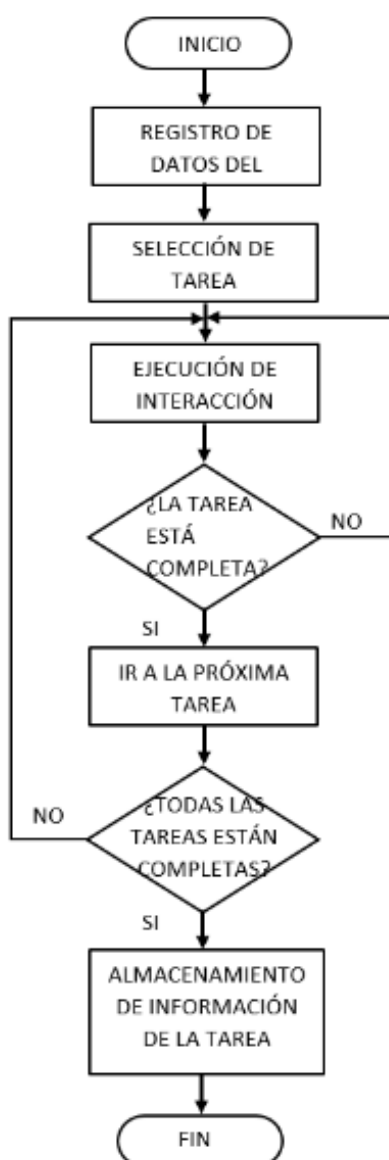 INICIO
REGISTRO DE
DATOS DEL
SELECCIÓN DE
TAREA
EJECUCIÓN DE
INTERACCIÓN
¿LA TAREA
ESTÁ
COMPLETA?
NO
SI
IR A LA PRÓXIMA
TAREA
¿TODAS LAS
TAREAS ESTÁN
COMPLETAS?
NO
SI
ALMACENAMIENTO
DE INFORMACIÓN
DE LA TAREA
FIN